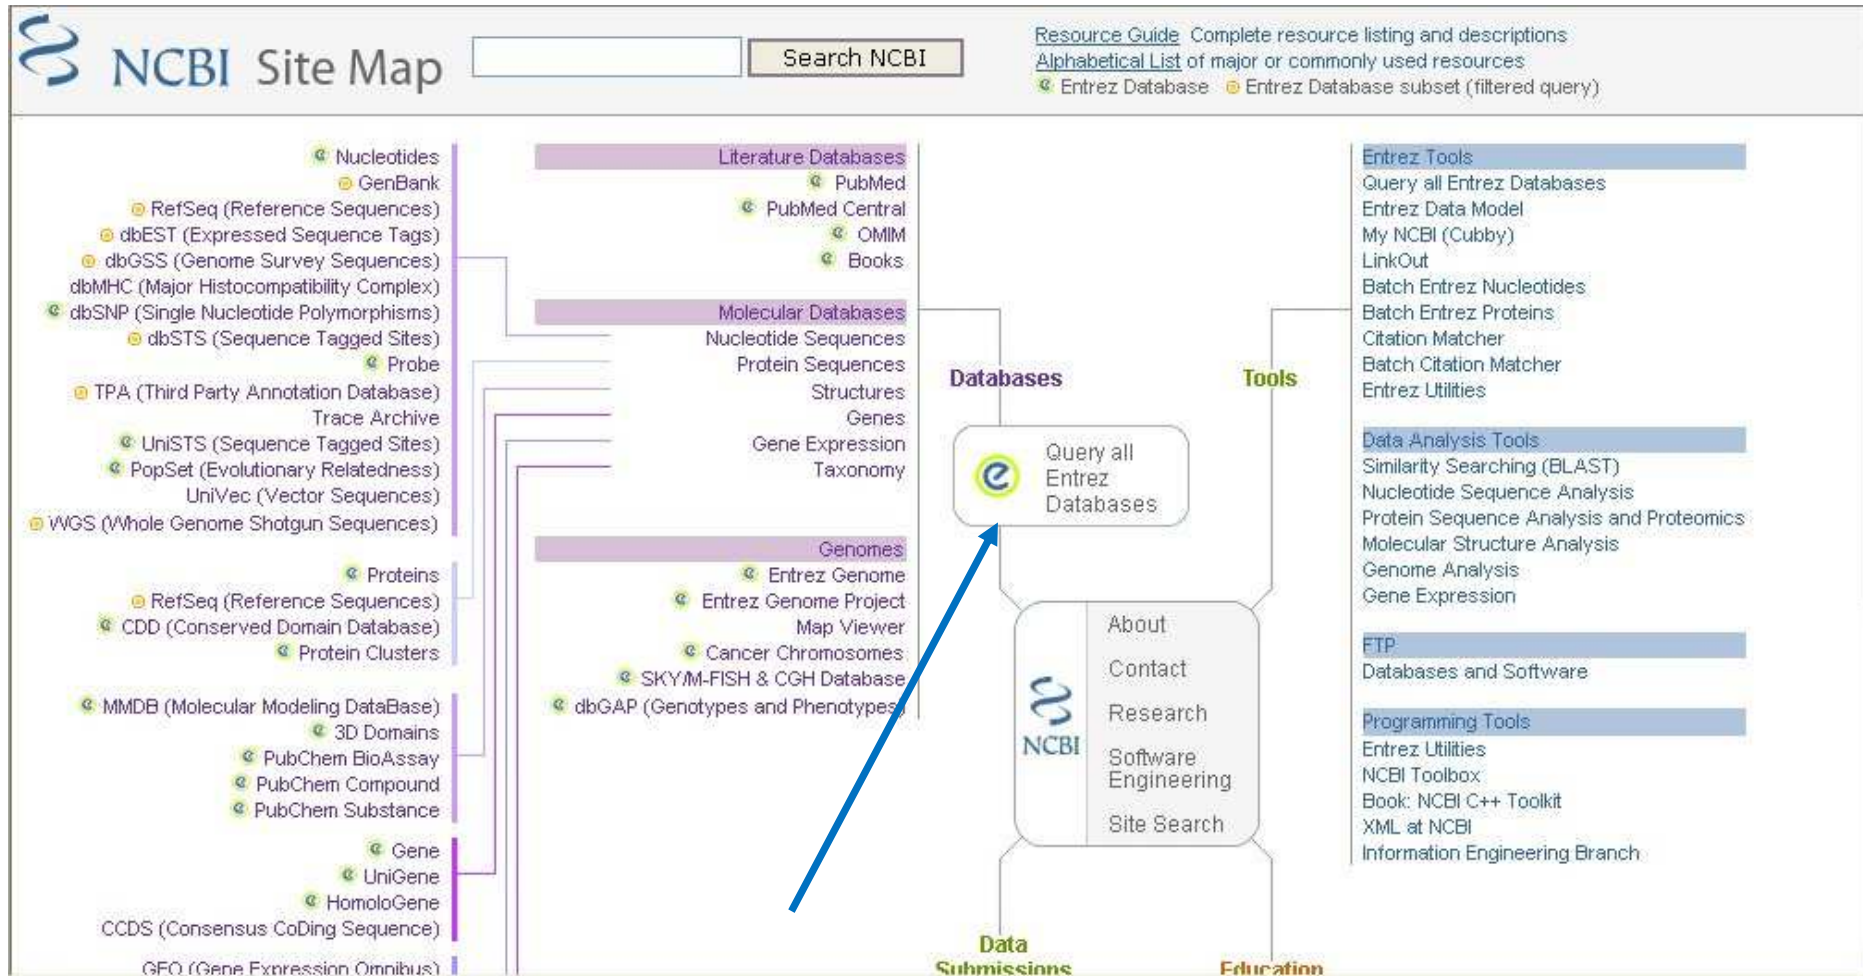 NCBI Site Map
Search NCBI
Resource Guide Complete resource listing and descriptions
Alphabetical List of major or commonly used resources
Entrez Database Entrez Database subset (filtered query)
Nucleotides
GenBank
RefSeq (Reference Sequences)
dbEST (Expressed Sequence Tags)
dbGSS (Genome Survey Sequences)
dbMHC (Major Histocompatibility Complex)
dbSNP (Single Nucleotide Polymorphisms)
dbSTS (Sequence Tagged Sites)
Probe
TPA (Third Party Annotation Database)
Trace Archive
UniSTS (Sequence Tagged Sites)
PopSet (Evolutionary Relatedness)
UniVec (Vector Sequences)
WGS (Whole Genome Shotgun Sequences)
Proteins
RefSeq (Reference Sequences)
CDD (Conserved Domain Database)
Protein Clusters
MMDB (Molecular Modeling DataBase)
3D Domains
PubChem BioAssay
PubChem Compound
PubChem Substance
Gene
UniGene
HomoloGene
CCDS (Consensus CoDing Sequence)
GEO (Gene Expression Omnibus)
Literature Databases
PubMed
PubMed Central
OMIM
Books
Molecular Databases
Nucleotide Sequences
Protein Sequences
Structures
Genes
Gene Expression
Taxonomy
Genomes
Entrez Genome
Entrez Genome Project
Map Viewer
Cancer Chromosomes
SKY/M-FISH & CGH Database
dbGAP (Genotypes and Phenotypes)
Databases
Tools
Query all
Entrez
Databases
NCBI
About
Contact
Research
Software
Engineering
Site Search
Data
Submissions
Education
Entrez Tools
Query all Entrez Databases
Entrez Data Model
My NCBI (Cubby)
LinkOut
Batch Entrez Nucleotides
Batch Entrez Proteins
Citation Matcher
Batch Citation Matcher
Entrez Utilities
Data Analysis Tools
Similarity Searching (BLAST)
Nucleotide Sequence Analysis
Protein Sequence Analysis and Proteomics
Molecular Structure Analysis
Genome Analysis
Gene Expression
FTP
Databases and Software
Programming Tools
Entrez Utilities
NCBI Toolbox
Book: NCBI C++ Toolkit
XML at NCBI
Information Engineering Branch